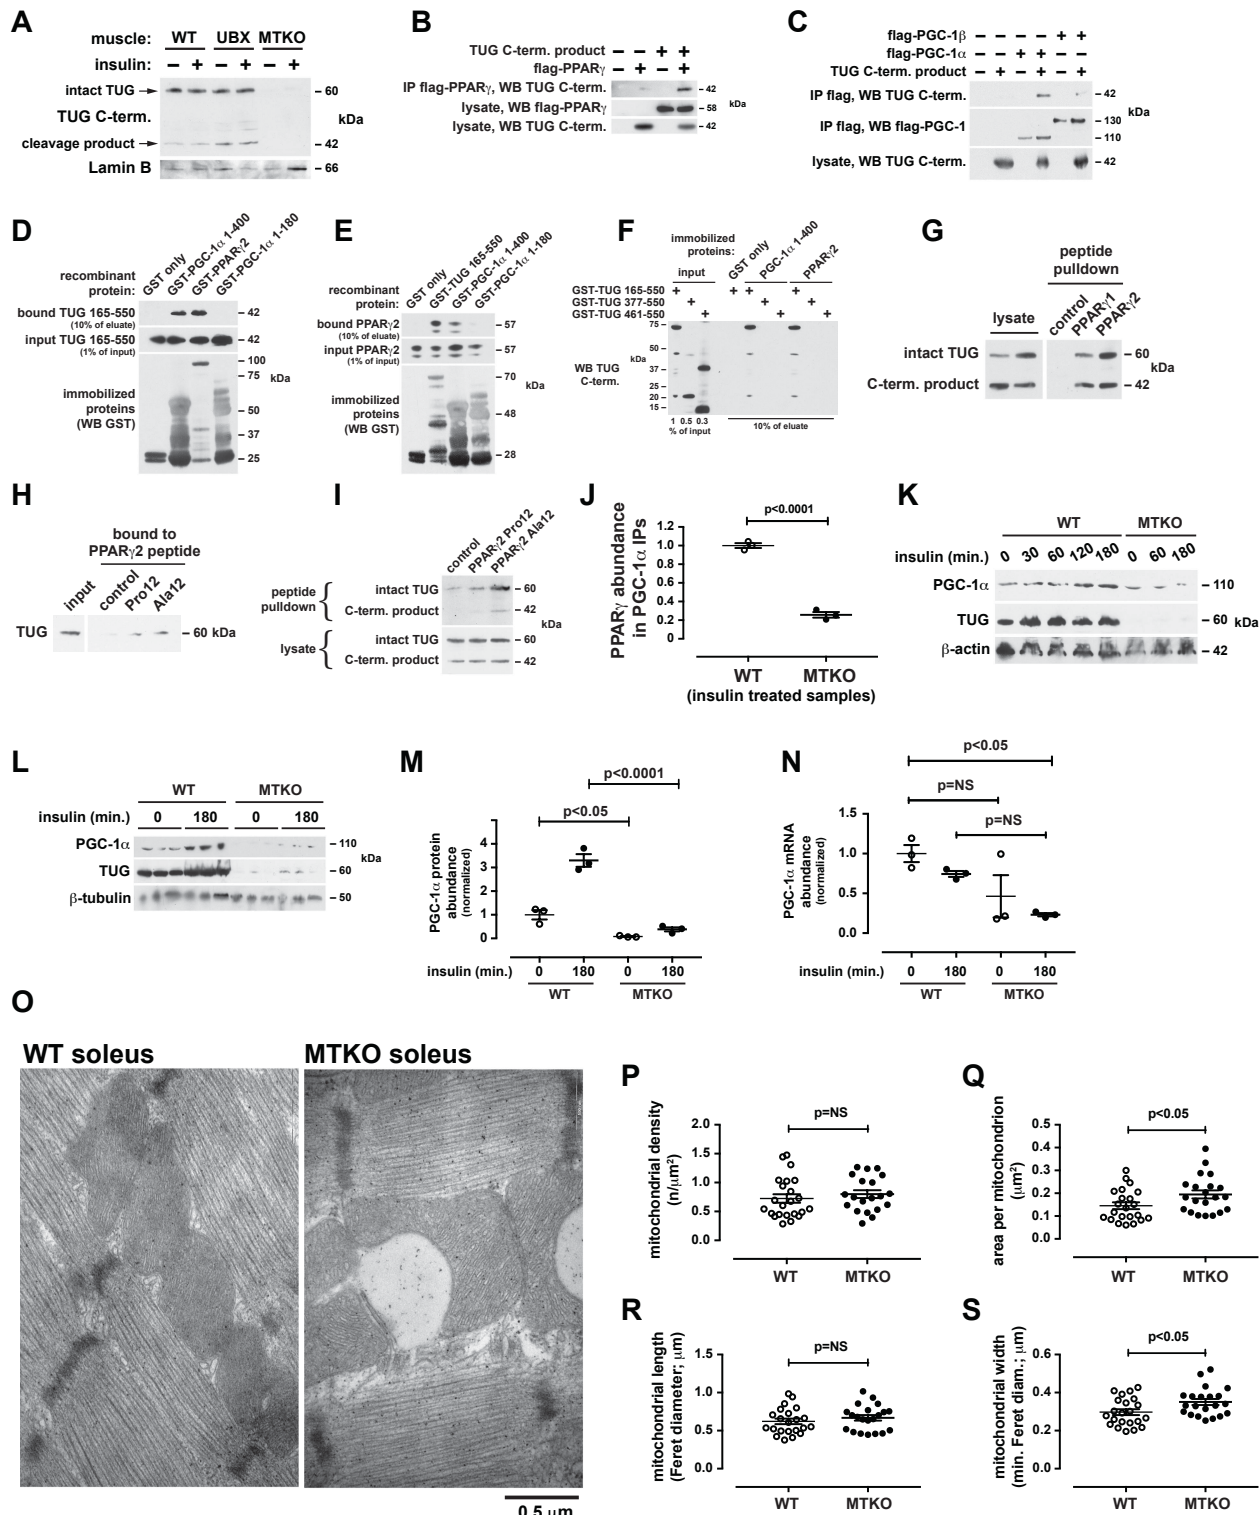 A
muscle: WT UBX MTKO
insulin: – + – + – +
intact TUG 60
TUG C-term. kDa
cleavage product 42
Lamin B 66
B
TUG C-term. product – – + +
flag-PPARγ – + – +
IP flag-PPARγ, WB TUG C-term. 42
lysate, WB flag-PPARγ 58 kDa
lysate, WB TUG C-term. 42
C
flag-PGC-1β – – – – + +
flag-PGC-1α – – + + – –
TUG C-term. product – + – + – +
IP flag, WB TUG C-term. 42
kDa
IP flag, WB flag-PGC-1 130
110
lysate, WB TUG C-term. 42
D
recombinant protein:
GST only
GST-PGC-1α 1-400
GST-PPARγ2
GST-PGC-1α 1-180
bound TUG 165-550 42
(10% of eluate)
input TUG 165-550 42
(1% of input)
100
75 kDa
immobilized proteins (WB GST)
50
37
25
E
recombinant protein:
GST only
GST-TUG 165-550
GST-PGC-1α 1-400
GST-PGC-1α 1-180
bound PPARγ2 57
(10% of eluate)
input PPARγ2 57
(1% of input)
70
kDa
immobilized proteins (WB GST)
48
28
F
immobilized proteins:
GST only
PGC-1α 1-400
PPARγ2
input
GST-TUG 165-550 + + + +
GST-TUG 377-550 + + +
GST-TUG 461-550 + + +
75
50
kDa
37
WB TUG C-term.
25
20
15
1 0.5 0.3
% of input
10% of eluate
G
peptide pulldown
lysate
control
PPARγ1
PPARγ2
intact TUG 60
kDa
C-term. product 42
H
bound to PPARγ2 peptide
input
control
Pro12
Ala12
TUG 60 kDa
I
control
PPARγ2 Pro12
PPARγ2 Ala12
peptide pulldown
intact TUG 60
C-term. product 42
kDa
lysate
intact TUG 60
C-term. product 42
J
p<0.0001
PPARγ abundance in PGC-1α IPs
1.2
1.0
0.8
0.6
0.4
0.2
0
WT MTKO
(insulin treated samples)
K
WT MTKO
insulin (min.) 0 30 60 120 180 0 60 180
PGC-1α 110
TUG 60 kDa
β-actin 42
L
WT MTKO
insulin (min.) 0 180 0 180
PGC-1α 110
kDa
TUG 60
β-tubulin 50
M
p<0.0001
p<0.05
PGC-1α protein abundance (normalized)
4
3
2
1
0
insulin (min.) 0 180 0 180
WT MTKO
N
p<0.05
p=NS
p=NS
PGC-1α mRNA abundance (normalized)
1.5
1.0
0.5
0.0
insulin (min.) 0 180 0 180
WT MTKO
O
WT soleus MTKO soleus
0.5 μm
P
p=NS
mitochondrial density (n/μm²)
2.0
1.5
1.0
0.5
0.0
WT MTKO
Q
p<0.05
area per mitochondrion (μm²)
0.5
0.4
0.3
0.2
0.1
0.0
WT MTKO
R
p=NS
mitochondrial length (Feret diameter; μm)
1.5
1.0
0.5
0.0
WT MTKO
S
p<0.05
mitochondrial width (min. Feret diam.; μm)
0.6
0.4
0.2
0.0
WT MTKO